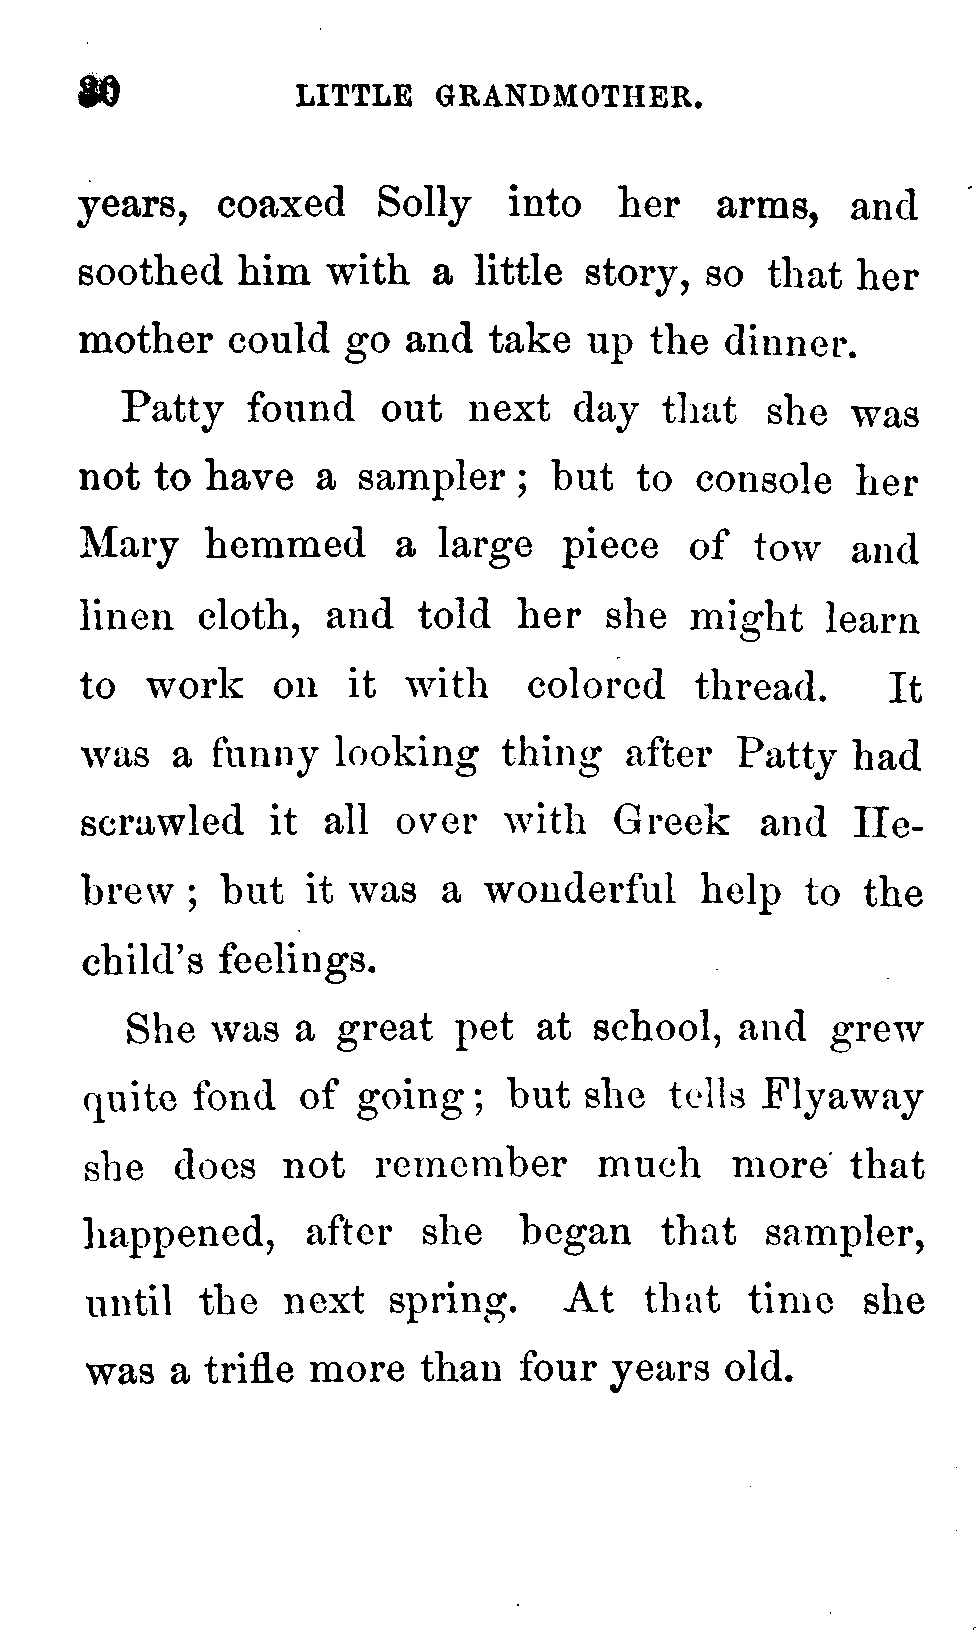 LITTLE GRANDMOTHER.
years, coaxed Solly into her arms, and
soothed him with a little story, so that her
mother could go and take up the dinner.
Patty found out next day that she was
not to have a sampler; but to console her
Mary hemmed a large piece of tow and
linen cloth, and told her she might learn
to work on it with colored thread. It
was a funny looking thing after Patty had
scrawled it all over with Greek and He-
brew; but it was a wonderful help to the
child's feelings.
She was a great pet at school, and grew
quite fond of going; but she tells Flyaway
she does not remember much more that
happened, after she began that sampler,
until the next spring. At that time she
was a trifle more than four years old.